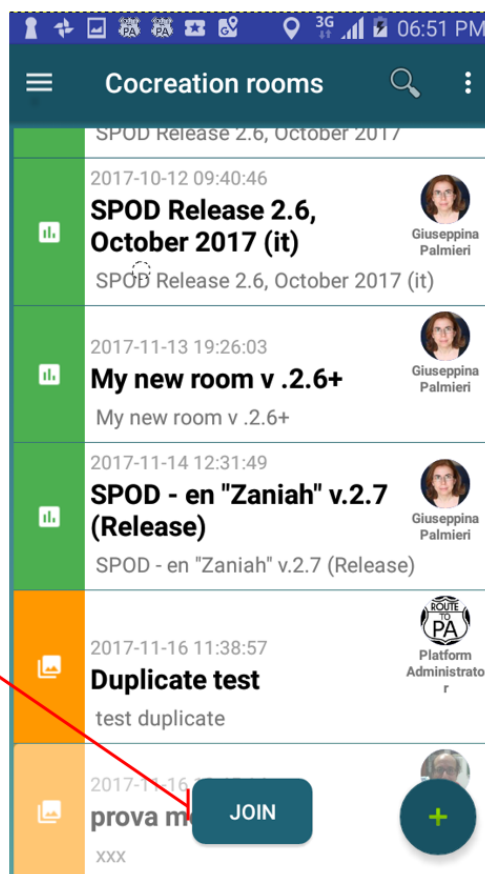 3G 06:51 PM
Cocreation rooms
SPOD Release 2.6, October 2017
2017-10-12 09:40:46
SPOD Release 2.6,
October 2017 (it)
Giuseppina
Palmieri
SPOD Release 2.6, October 2017 (it)
2017-11-13 19:26:03
My new room v .2.6+
Giuseppina
Palmieri
My new room v .2.6+
2017-11-14 12:31:49
SPOD - en "Zaniah" v.2.7
(Release)
Giuseppina
Palmieri
SPOD - en "Zaniah" v.2.7 (Release)
ROUTE
TO
PA
2017-11-16 11:38:57
Platform
Administrato
r
Duplicate test
test duplicate
2017-11-16
prova m
JOIN
+
xxx